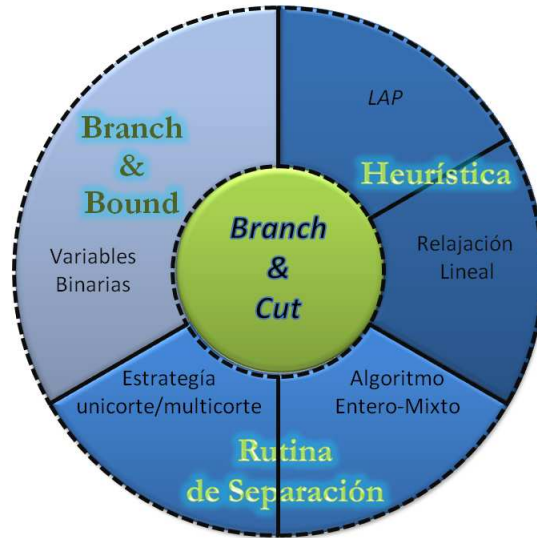 Branch
&
Bound
Variables
Binarias
LAP
Heurística
Relajación
Lineal
Branch
&
Cut
Estrategía
unicorte/multicorte
Algoritmo
Entero-Mixto
Rutina
de Separación